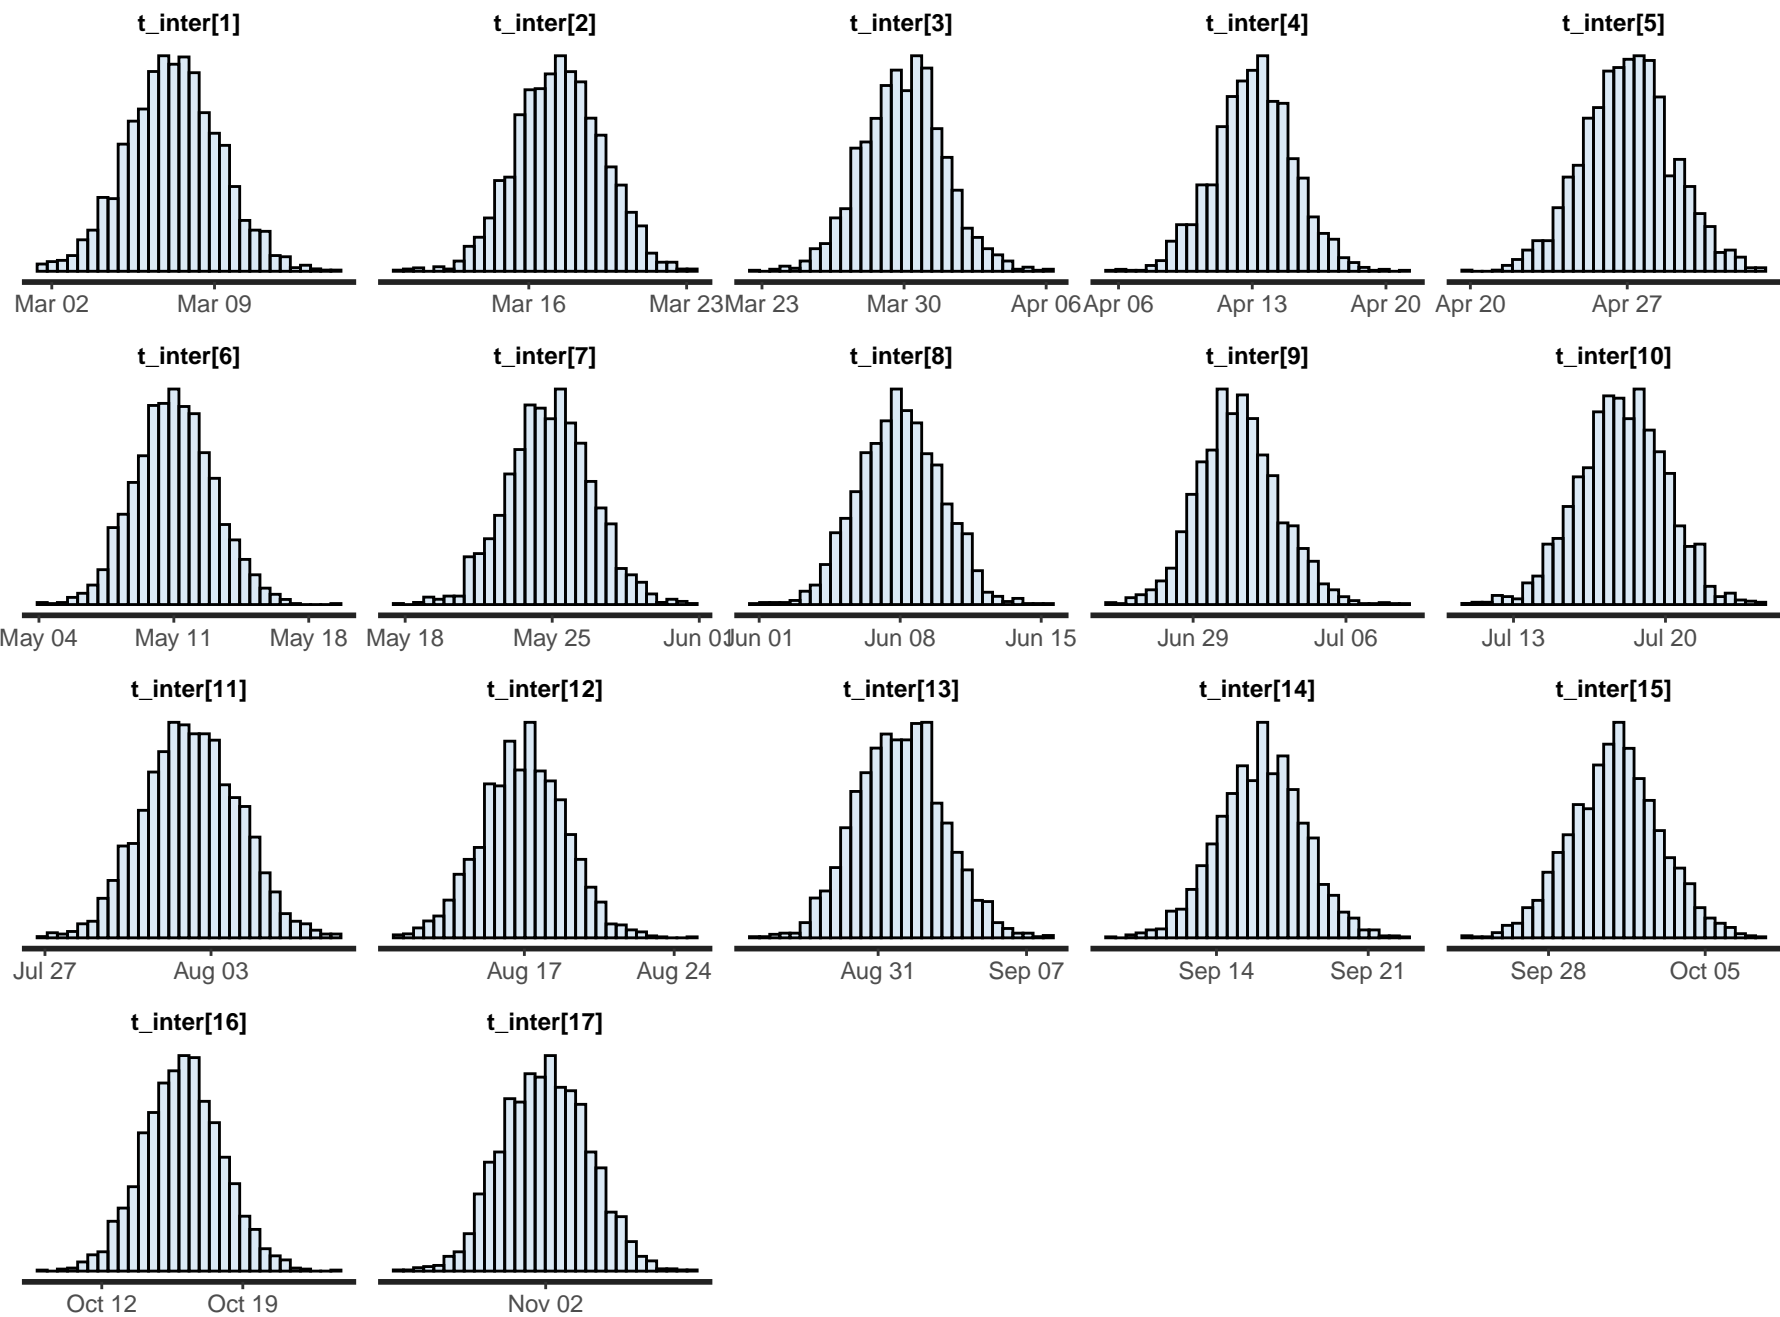 t_inter[1] t_inter[2] t_inter[3] t_inter[4] t_inter[5]
Mar 02 Mar 09 Mar 16 Mar 23 Mar 23 Mar 30 Apr 06 Apr 06 Apr 13 Apr 20 Apr 20 Apr 27
t_inter[6] t_inter[7] t_inter[8] t_inter[9] t_inter[10]
May 04 May 11 May 18 May 18 May 25 Jun 01 Jun 01 Jun 08 Jun 15 Jun 29 Jul 06 Jul 13 Jul 20
t_inter[11] t_inter[12] t_inter[13] t_inter[14] t_inter[15]
Jul 27 Aug 03 Aug 17 Aug 24 Aug 31 Sep 07 Sep 14 Sep 21 Sep 28 Oct 05
t_inter[16] t_inter[17]
Oct 12 Oct 19 Nov 02